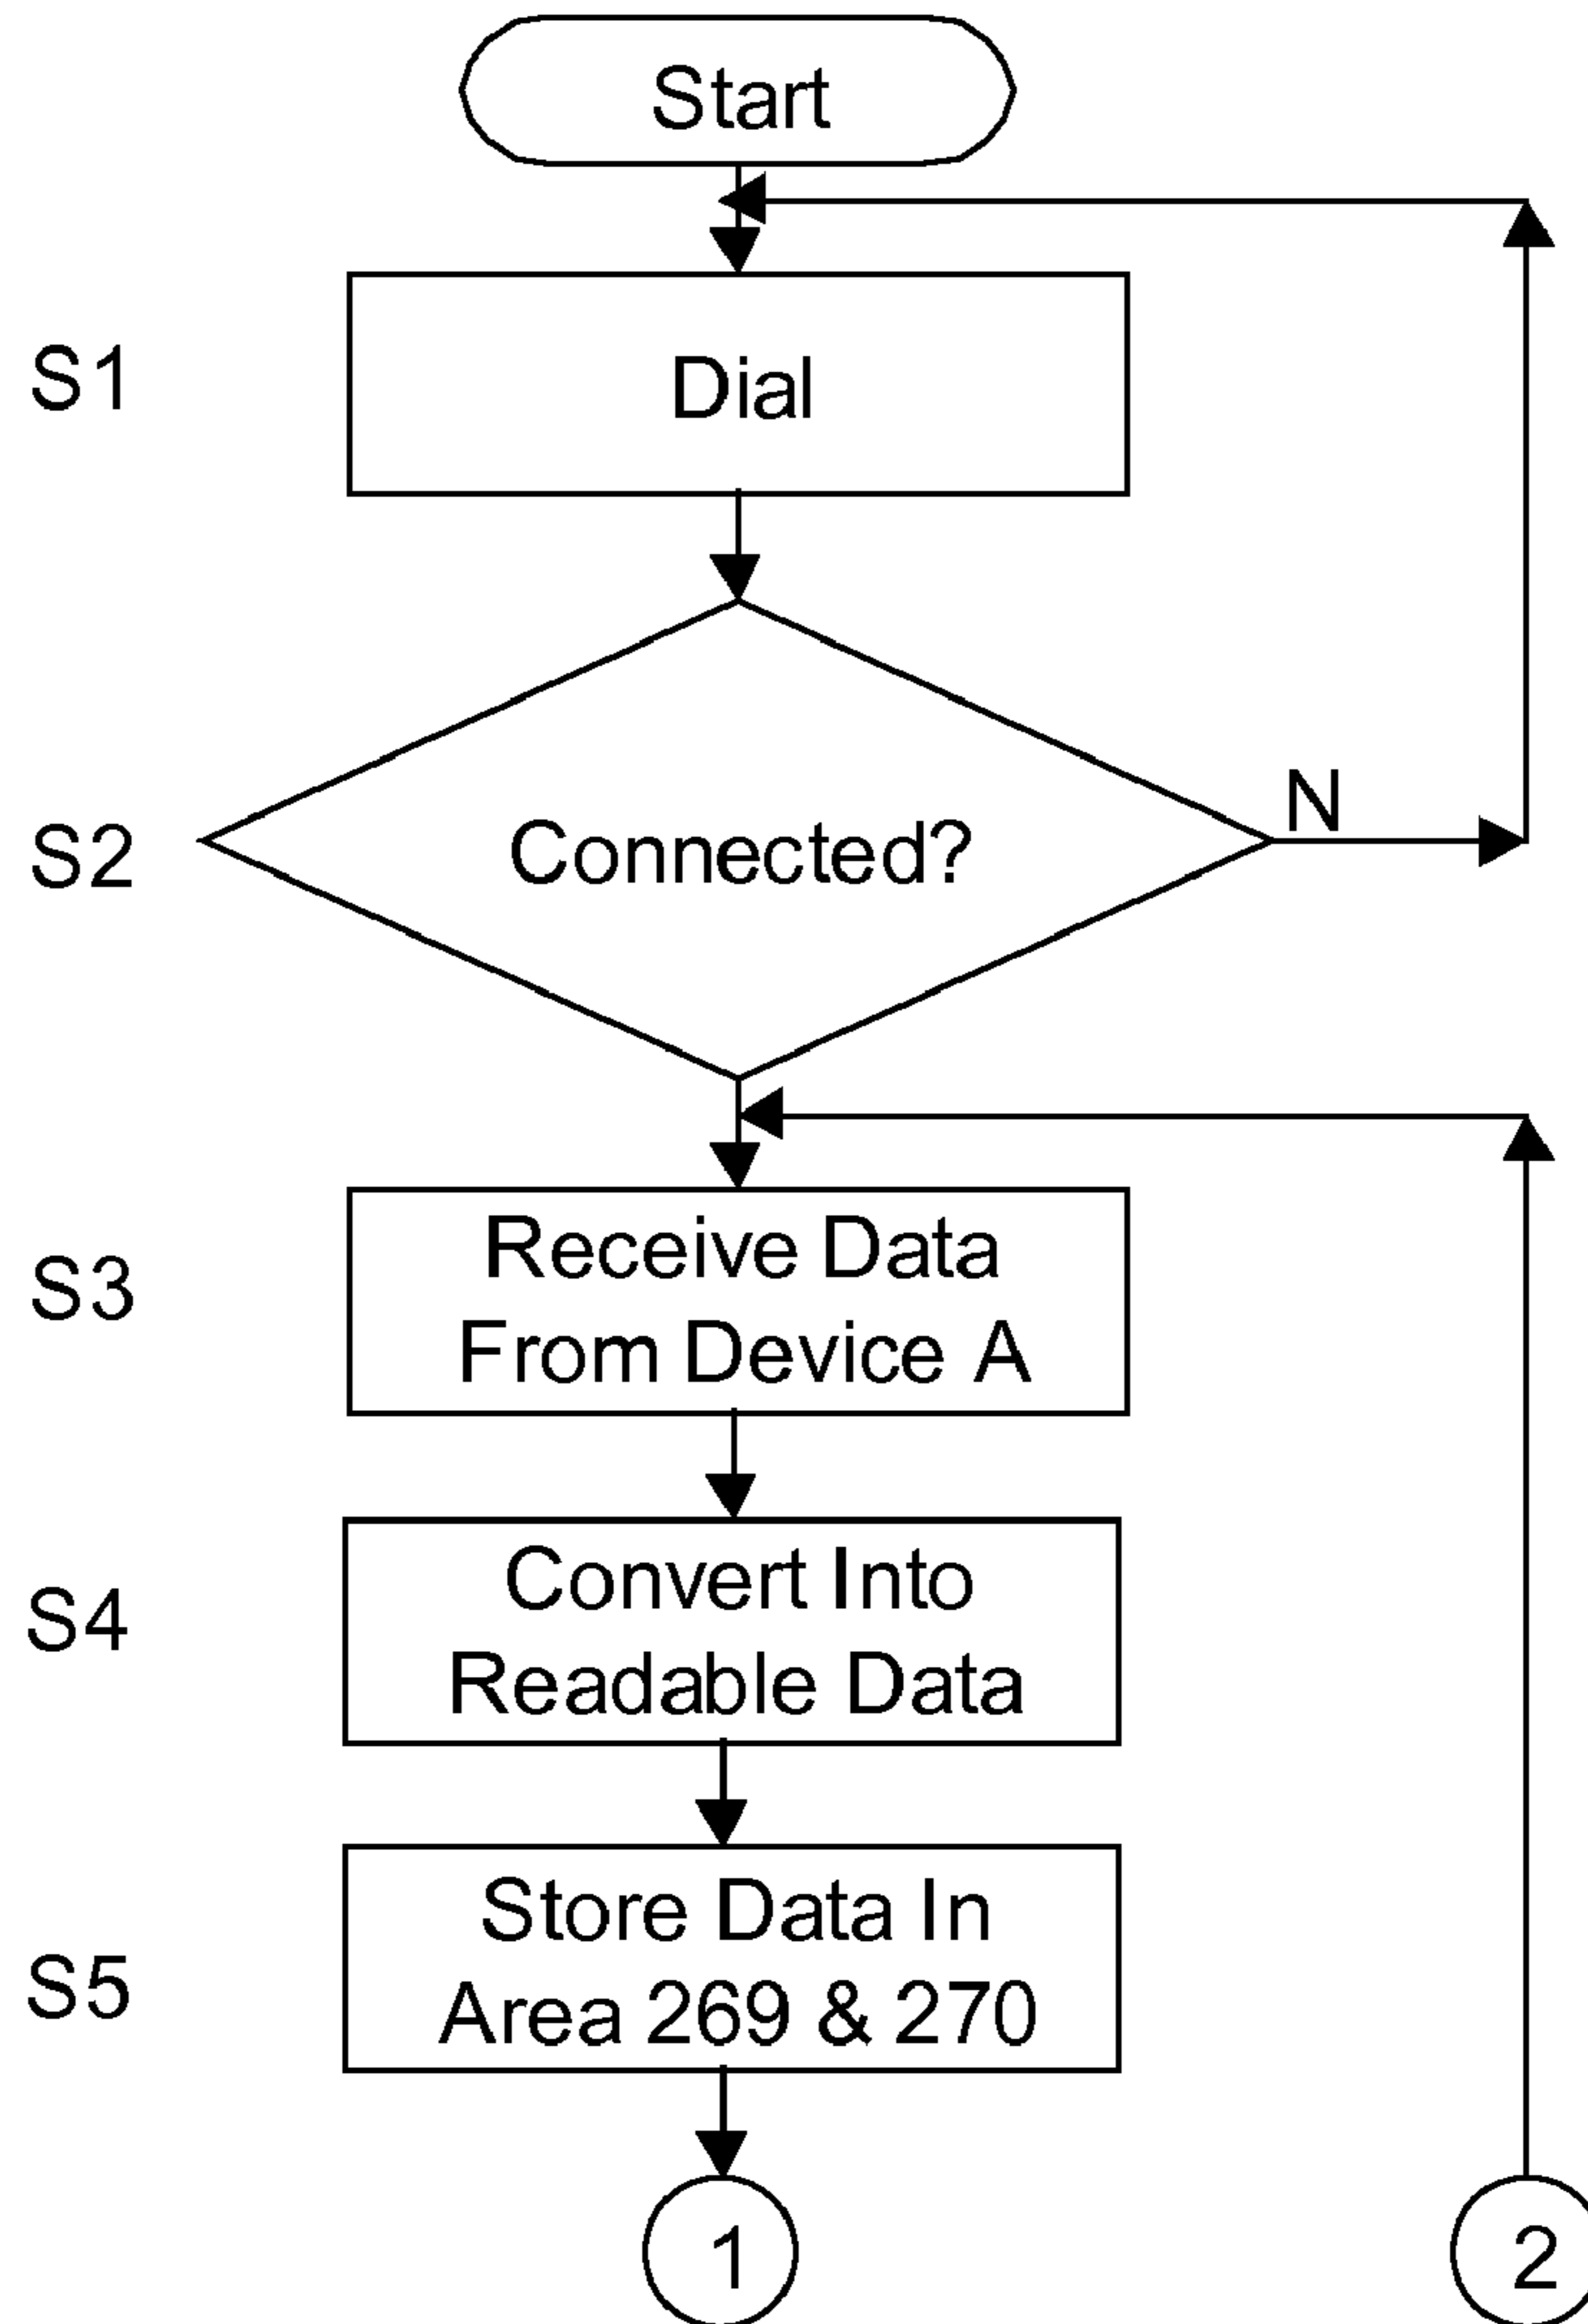 Start
S1
Dial
S2
Connected?
N
S3
Receive Data
From Device A
S4
Convert Into
Readable Data
S5
Store Data In
Area 269 & 270
1
2